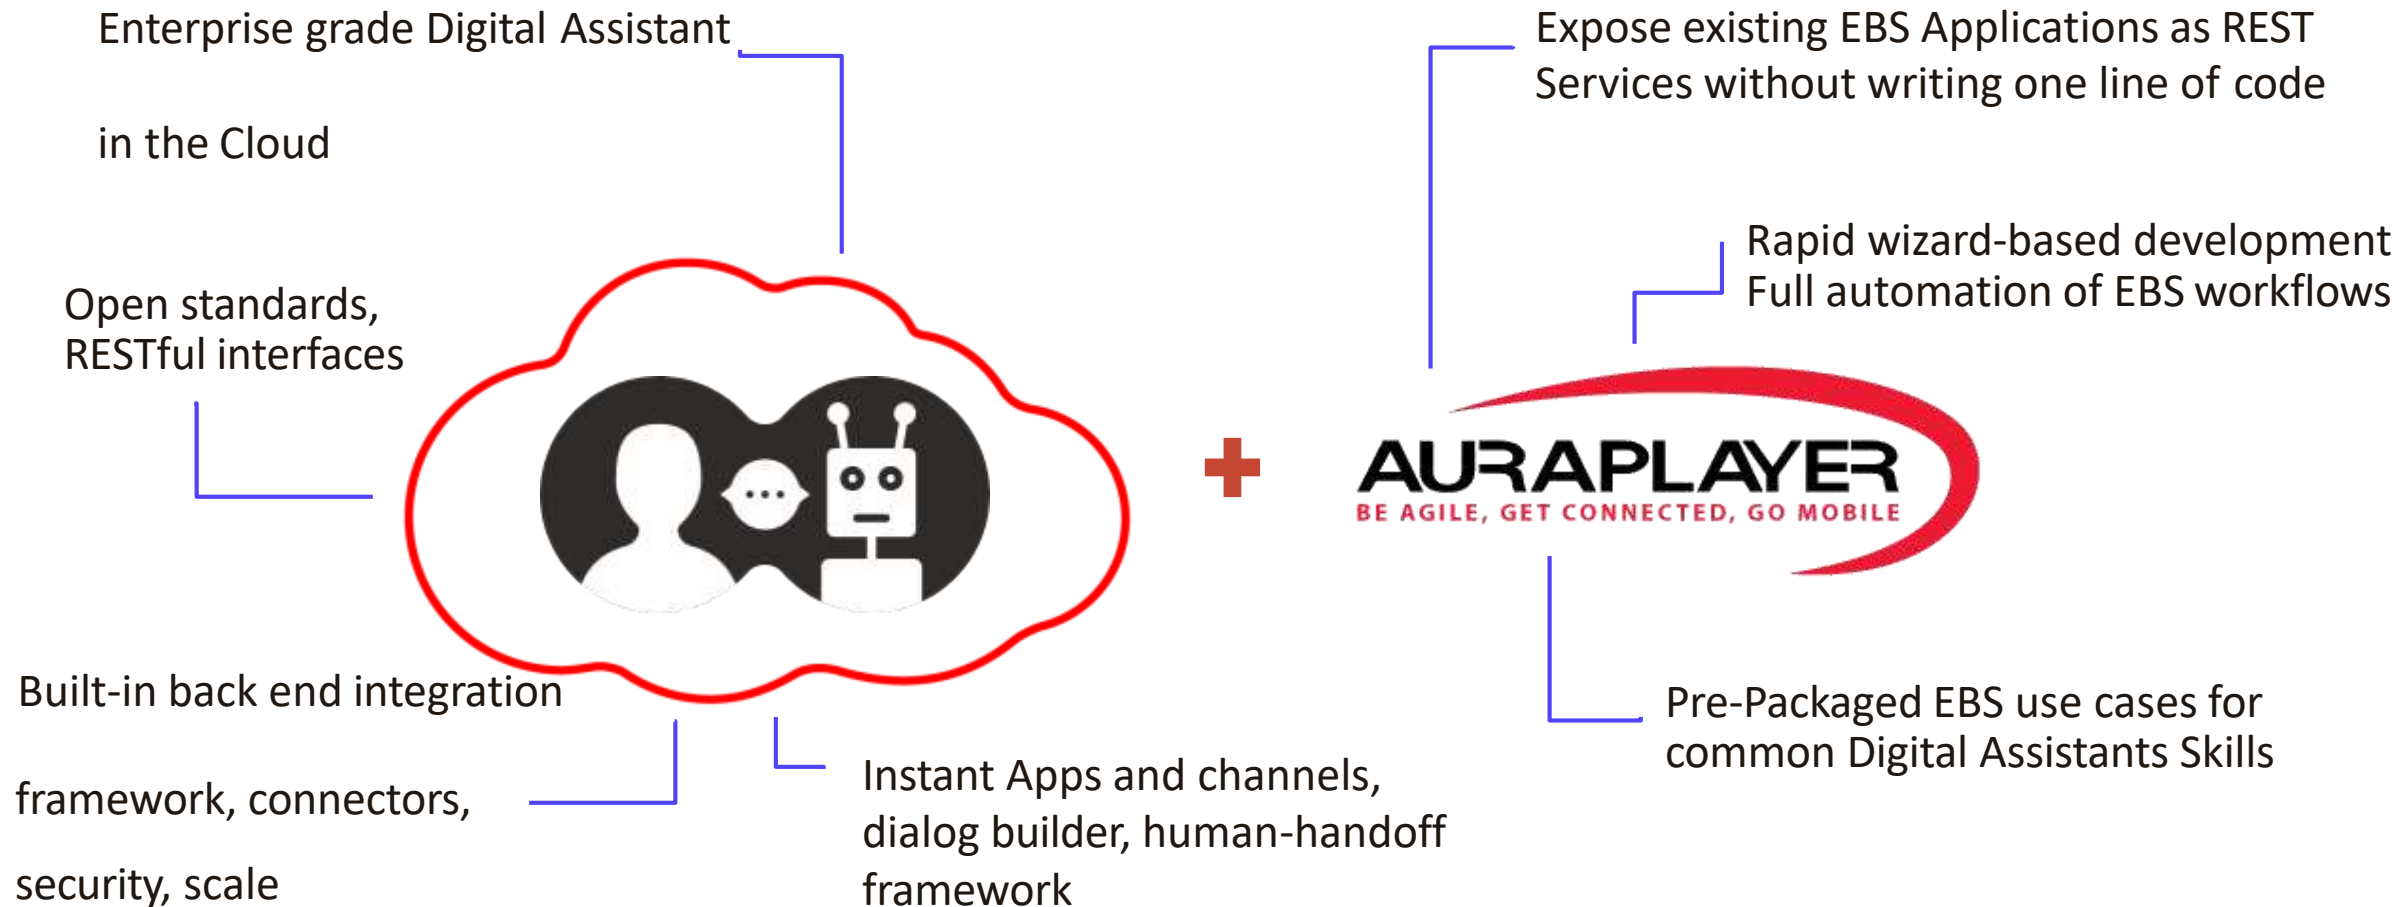 Enterprise grade Digital Assistant
in the Cloud
Open standards,
RESTful interfaces
Built-in back end integration
framework, connectors,
security, scale
Instant Apps and channels,
dialog builder, human-handoff
framework
Expose existing EBS Applications as REST
Services without writing one line of code
Rapid wizard-based development
Full automation of EBS workflows
AURAPLAYER
BE AGILE, GET CONNECTED, GO MOBILE
Pre-Packaged EBS use cases for
common Digital Assistants Skills